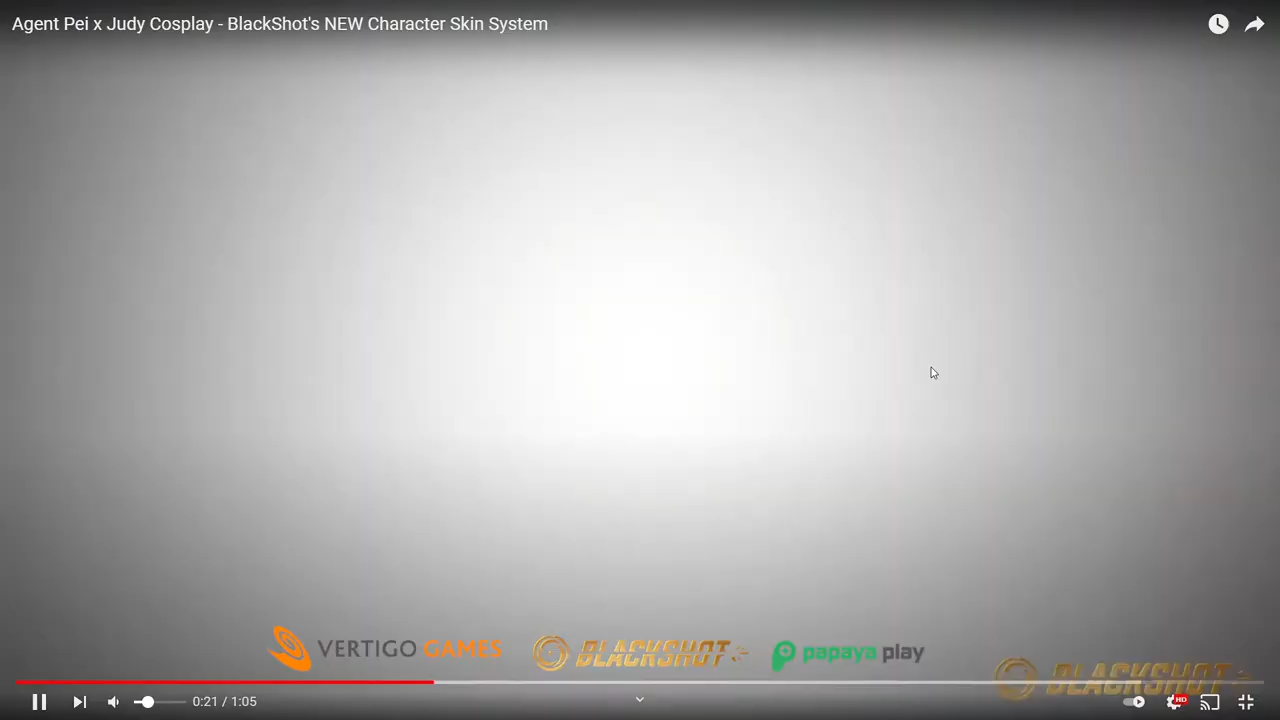 Agent Pei x Judy Cosplay - BlackShot's NEW Character Skin System
VERTIGO GAMES
BLACKSHOT
papaya play
BLACKSHOT
0:21 / 1:05
HD